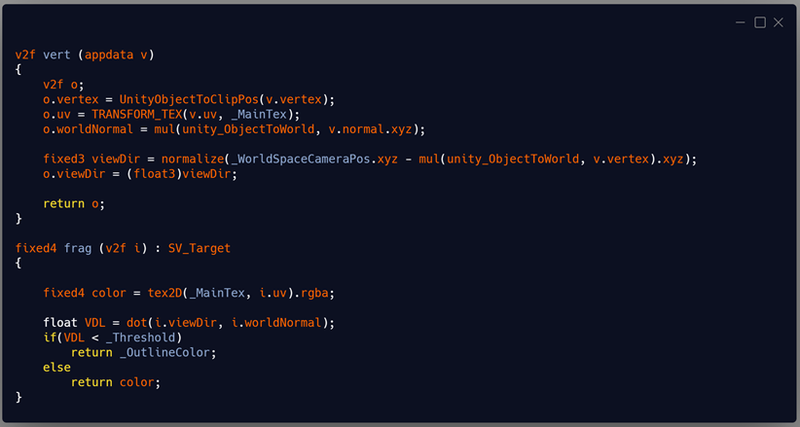 v2f vert (appdata v)
{
    v2f o;
    o.vertex = UnityObjectToClipPos(v.vertex);
    o.uv = TRANSFORM_TEX(v.uv, _MainTex);
    o.worldNormal = mul(unity_ObjectToWorld, v.normal.xyz);

    fixed3 viewDir = normalize(_WorldSpaceCameraPos.xyz - mul(unity_ObjectToWorld, v.vertex).xyz);
    o.viewDir = (float3)viewDir;

    return o;
}

fixed4 frag (v2f i) : SV_Target
{

    fixed4 color = tex2D(_MainTex, i.uv).rgba;

    float VDL = dot(i.viewDir, i.worldNormal);
    if(VDL < _Threshold)
        return _OutlineColor;
    else
        return color;
}